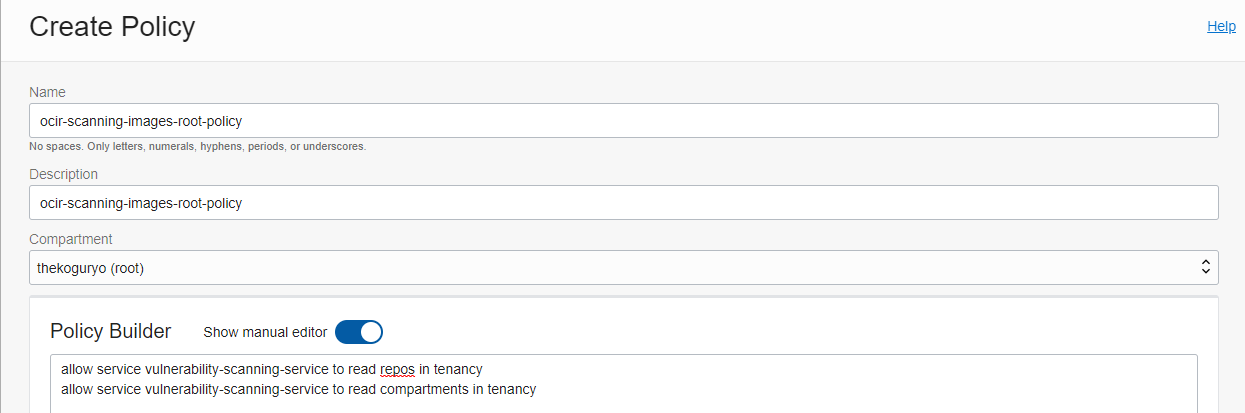 Create Policy
Help
Name
ocir-scanning-images-root-policy
No spaces. Only letters, numerals, hyphens, periods, or underscores.
Description
ocir-scanning-images-root-policy
Compartment
thekoguryo (root)
Policy Builder
Show manual editor
allow service vulnerability-scanning-service to read repos in tenancy
allow service vulnerability-scanning-service to read compartments in tenancy